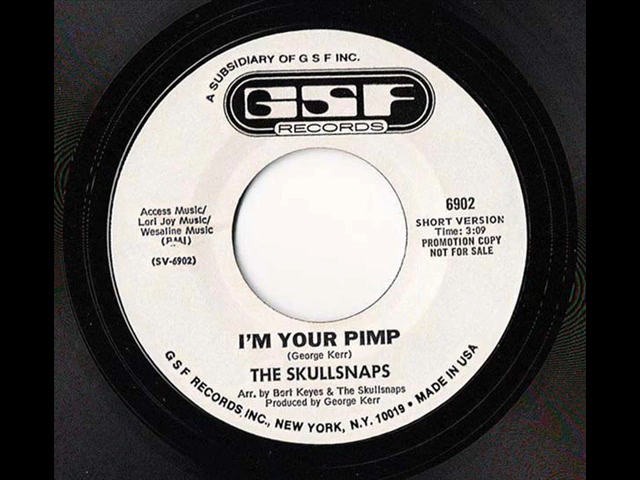 A SUBSIDIARY OF G S F INC.
GSF
RECORDS
Access Music/
Lori Joy Music/
Wesaline Music
(BMI)
(SV-6902)
6902
SHORT VERSION
Time: 3:09
PROMOTION COPY
NOT FOR SALE
I'M YOUR PIMP
(George Kerr)
THE SKULLSNAPS
Arr. by Bert Keyes & The Skullsnaps
Produced by George Kerr
G S F RECORDS, INC., NEW YORK, N.Y. 10019 • MADE IN USA